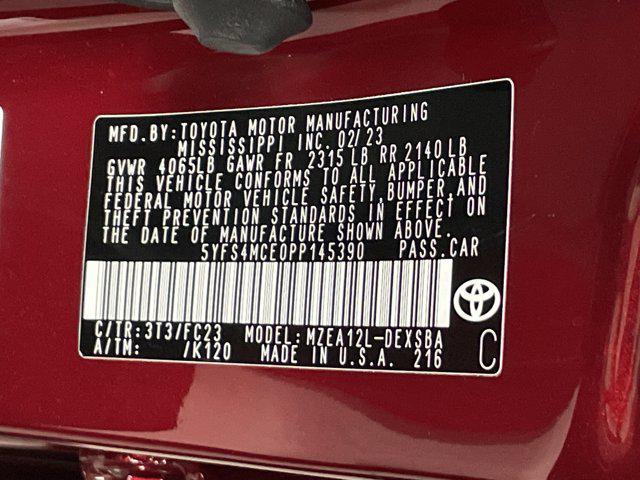 MFD. BY: TOYOTA MOTOR MANUFACTURING
MISSISSIPPI INC. 02/23
GVWR 4065LB GAWR FR 2315 LB RR 2140 LB
THIS VEHICLE CONFORMS TO ALL APPLICABLE
FEDERAL MOTOR VEHICLE SAFETY, BUMPER, AND
THEFT PREVENTION STANDARDS IN EFFECT ON
THE DATE OF MANUFACTURE SHOWN ABOVE.
5YFS4MCE0PP145390 PASS. CAR
C/TR: 3T3/FC23 MODEL: MZEA12L-DEXSBA
A/TM: /K120 MADE IN U.S.A. 216 C